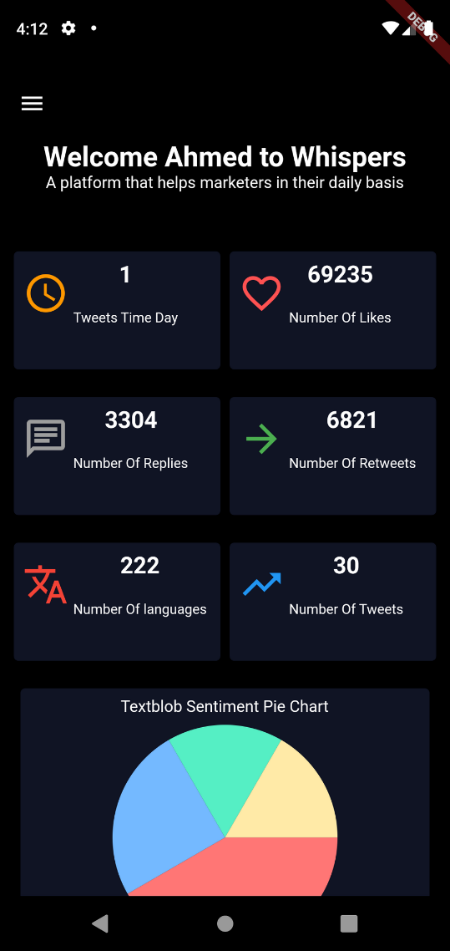 4:12
DEBUG
Welcome Ahmed to Whispers
A platform that helps marketers in their daily basis
1
Tweets Time Day
69235
Number Of Likes
3304
Number Of Replies
6821
Number Of Retweets
222
Number Of languages
30
Number Of Tweets
Textblob Sentiment Pie Chart